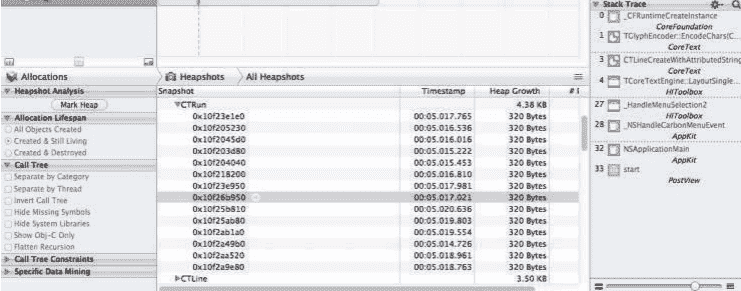 Allocations
Heapshots
All Heapshots
Heapshot Analysis
Mark Heap
Allocation Lifespan
All Objects Created
Created & Still Living
Created & Destroyed
Call Tree
Separate by Category
Separate by Thread
Invert Call Tree
Hide Missing Symbols
Hide System Libraries
Show Obj-C Only
Flatten Recursion
Call Tree Constraints
Specific Data Mining
Snapshot Timestamp Heap Growth
CTRun 4.38 KB
0x10f23e1e0 00:05.017.765 320 Bytes
0x10f205230 00:05.016.536 320 Bytes
0x10f2045d0 00:05.016.016 320 Bytes
0x10f203d80 00:05.015.222 320 Bytes
0x10f204040 00:05.015.453 320 Bytes
0x10f218200 00:05.016.810 320 Bytes
0x10f23e950 00:05.017.981 320 Bytes
0x10f26b950 00:05.017.021 320 Bytes
0x10f25b810 00:05.020.636 320 Bytes
0x10f25ab80 00:05.019.803 320 Bytes
0x10f2ab1a0 00:05.019.554 320 Bytes
0x10f2a49b0 00:05.014.726 320 Bytes
0x10f2aa520 00:05.018.961 320 Bytes
0x10f2a9e80 00:05.018.763 320 Bytes
CTLine 3.50 KB
Stack Trace
0 _CFRuntimeCreateInstance
CoreFoundation
1 TGlyphEncoder::EncodeChars(C...
CoreText
3 CTLineCreateWithAttributedString
CoreText
4 TCoreTextEngine::LayoutSingle...
HIToolbox
27 _HandleMenuSelection2
HIToolbox
28 _NSHandleCarbonMenuEvent
AppKit
32 NSApplicationMain
AppKit
33 start
PostView